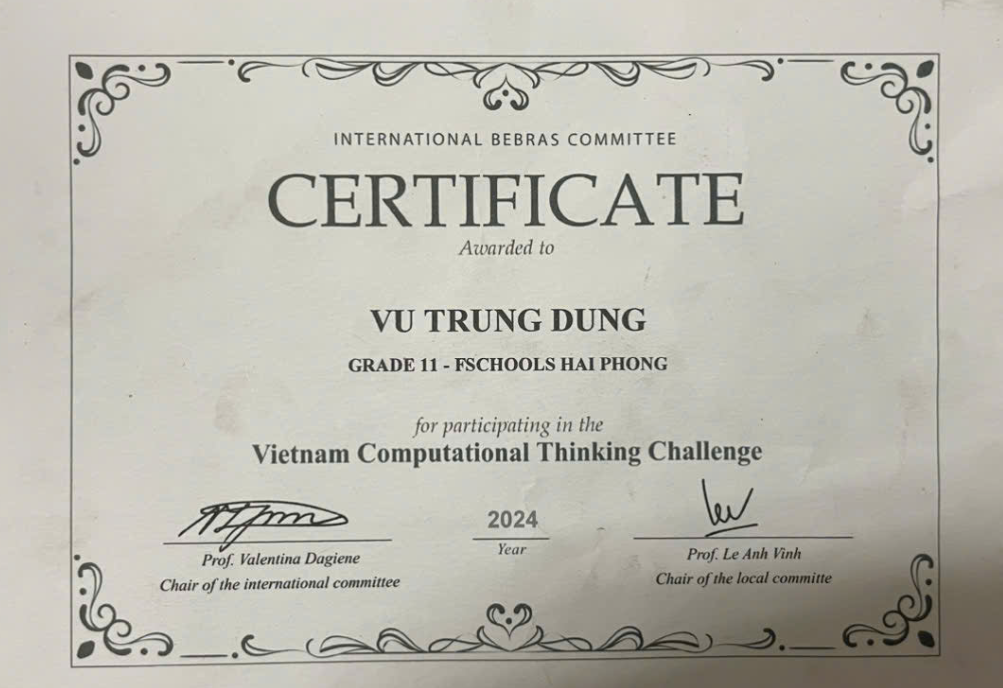 INTERNATIONAL BEBRAS COMMITTEE
CERTIFICATE
Awarded to
VU TRUNG DUNG
GRADE 11 - FSCHOOLS HAI PHONG
for participating in the
Vietnam Computational Thinking Challenge
2024
Year
Prof. Valentina Dagiene
Chair of the international committee
Prof. Le Anh Vinh
Chair of the local committe